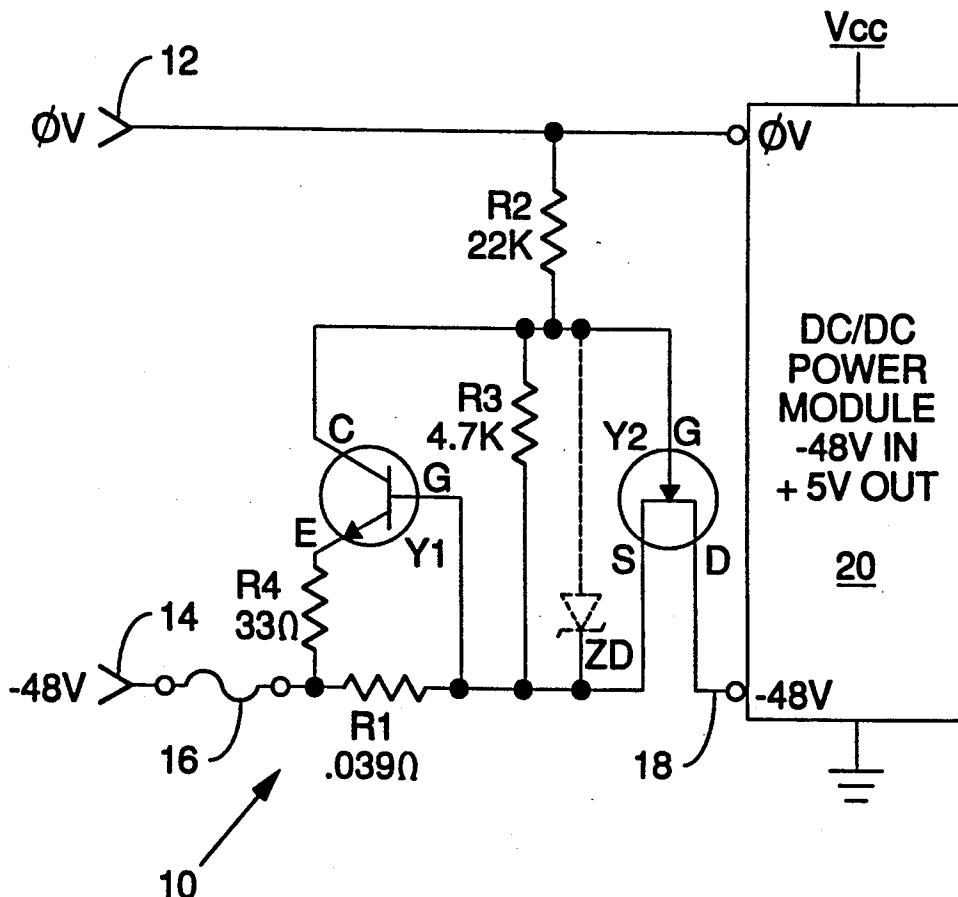 Vcc
12
ØV
ØV
R2
22K
DC/DC
POWER
MODULE
-48V IN
+ 5V OUT
20
R3
4.7K
Y2
G
C
G
E
Y1
S
D
R4
33Ω
14
ZD
-48V
-48V
R1
.039Ω
16
18
10